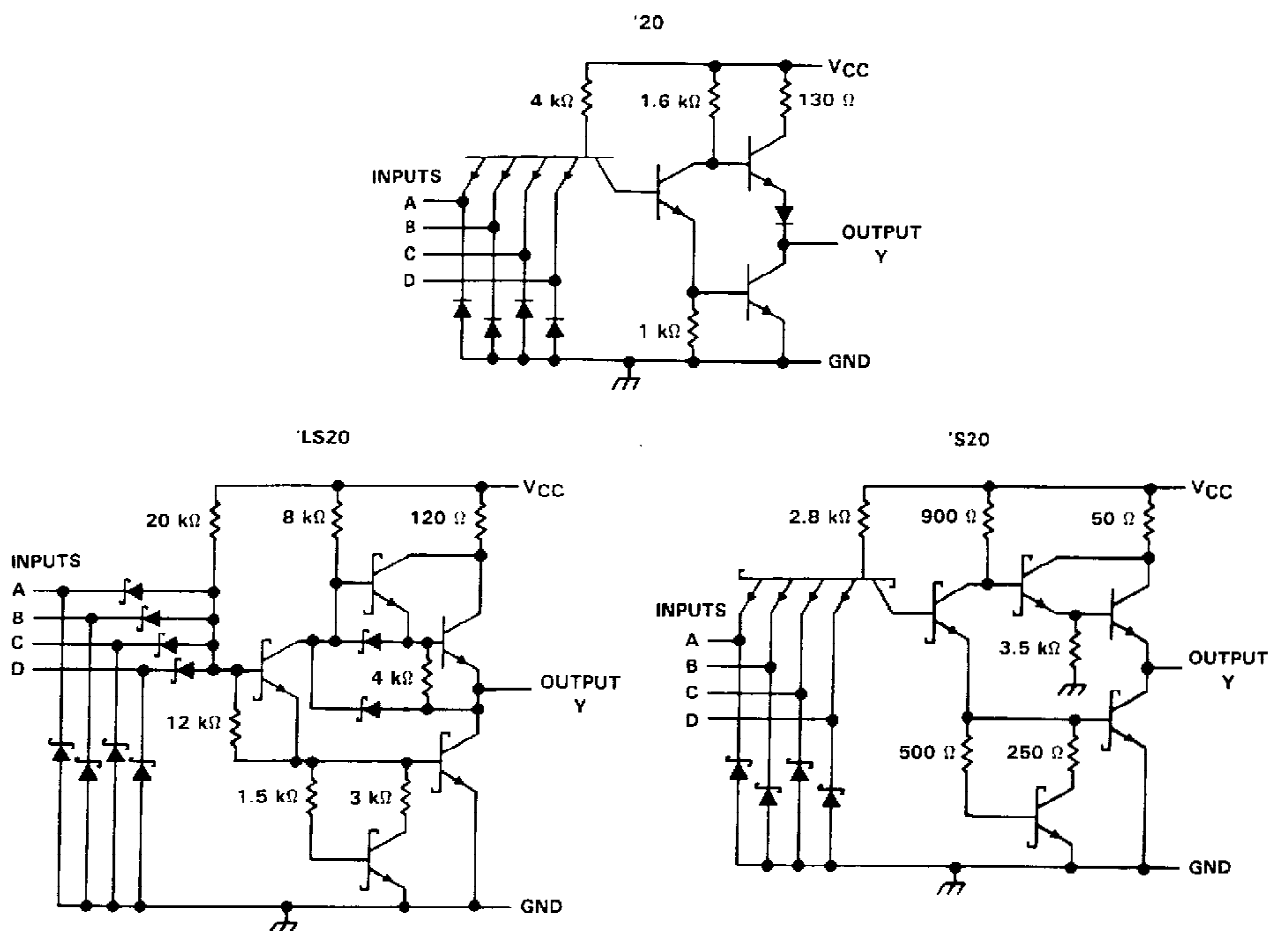 '20
VCC
4 kΩ
1.6 kΩ
130 Ω
INPUTS
A
B
C
D
OUTPUT
Y
1 kΩ
GND
'LS20
VCC
20 kΩ
8 kΩ
120 Ω
INPUTS
A
B
C
D
4 kΩ
OUTPUT
Y
12 kΩ
1.5 kΩ
3 kΩ
GND
'S20
VCC
2.8 kΩ
900 Ω
50 Ω
INPUTS
A
B
C
D
3.5 kΩ
OUTPUT
Y
500 Ω
250 Ω
GND